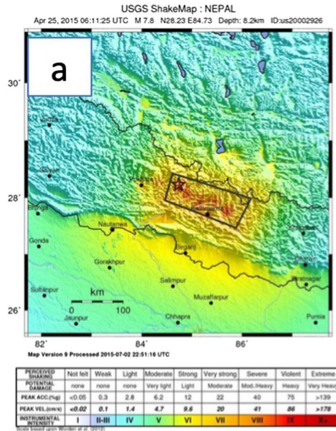 USGS ShakeMap : NEPAL
Apr 25, 2015 06:11:25 UTC M 7.8 N28.23 E84.73 Depth: 8.2km ID:us20002926
a
30˚
28˚
Nautanwa
Gonda
Gorakhpur
Siliguri
Sitamarhi
Muzaffarpur
km
0 100
Chhapra
Jaunpur
Purnia
26˚
82˚ 84˚ 86˚
Map Version 9 Processed 2015-07-02 22:51:16 UTC
PERCEIVED SHAKING Not felt Weak Light Moderate Strong Very strong Severe Violent Extreme
POTENTIAL DAMAGE none none none Very light Light Moderate Mod./Heavy Heavy Very Heavy
PEAK ACC.(%g) <0.05 0.3 2.8 6.2 12 22 40 75 >139
PEAK VEL.(cm/s) <0.02 0.1 1.4 4.7 9.6 20 41 86 >178
INSTRUMENTAL INTENSITY I II-III IV V VI VII VIII IX X+
Scale based upon Worden et al. (2012)